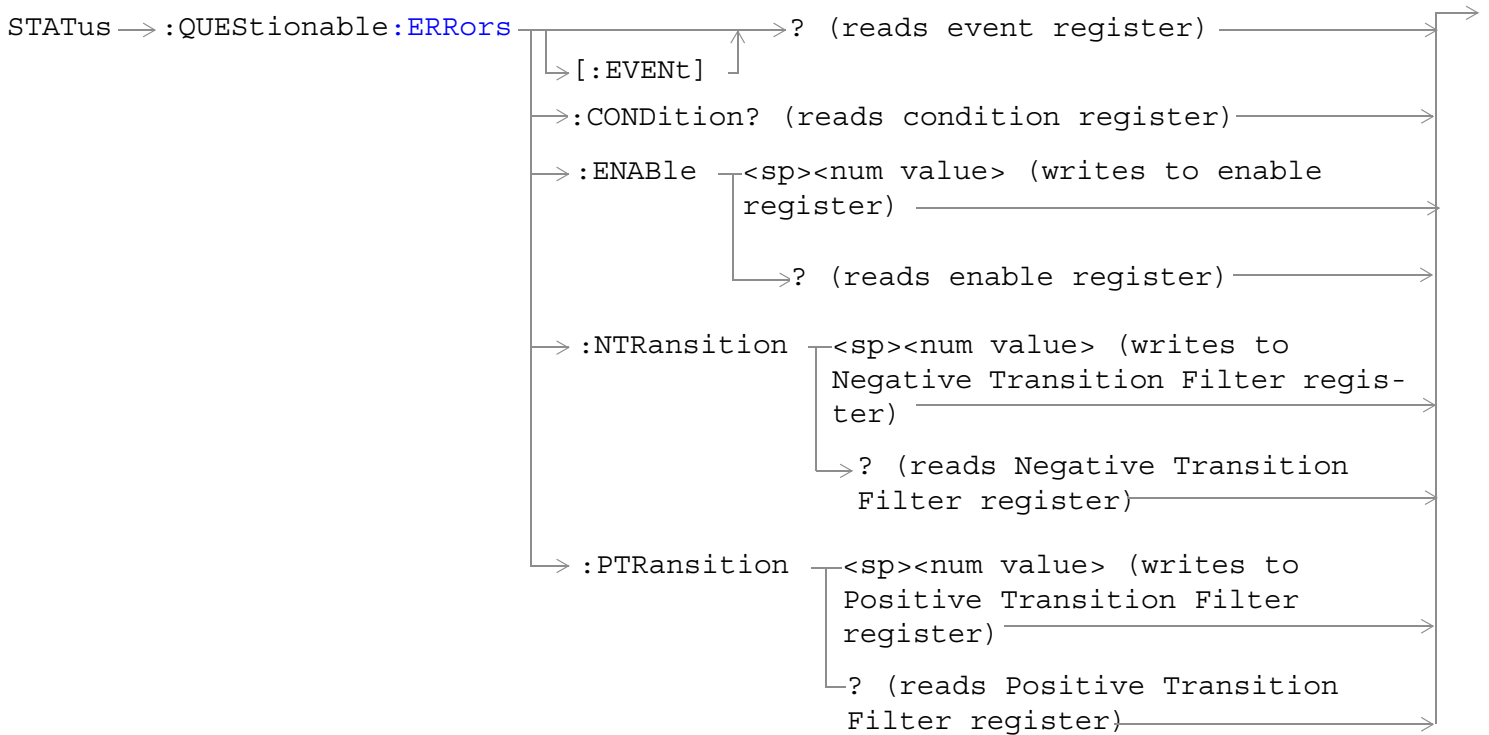 STATus :QUEStionable:ERRors ? (reads event register)
[:EVENt]
:CONDition? (reads condition register)
:ENABle <sp><num value> (writes to enable
register)
? (reads enable register)
:NTRansition <sp><num value> (writes to
Negative Transition Filter regis-
ter)
? (reads Negative Transition
Filter register)
:PTRansition <sp><num value> (writes to
Positive Transition Filter
register)
? (reads Positive Transition
Filter register)